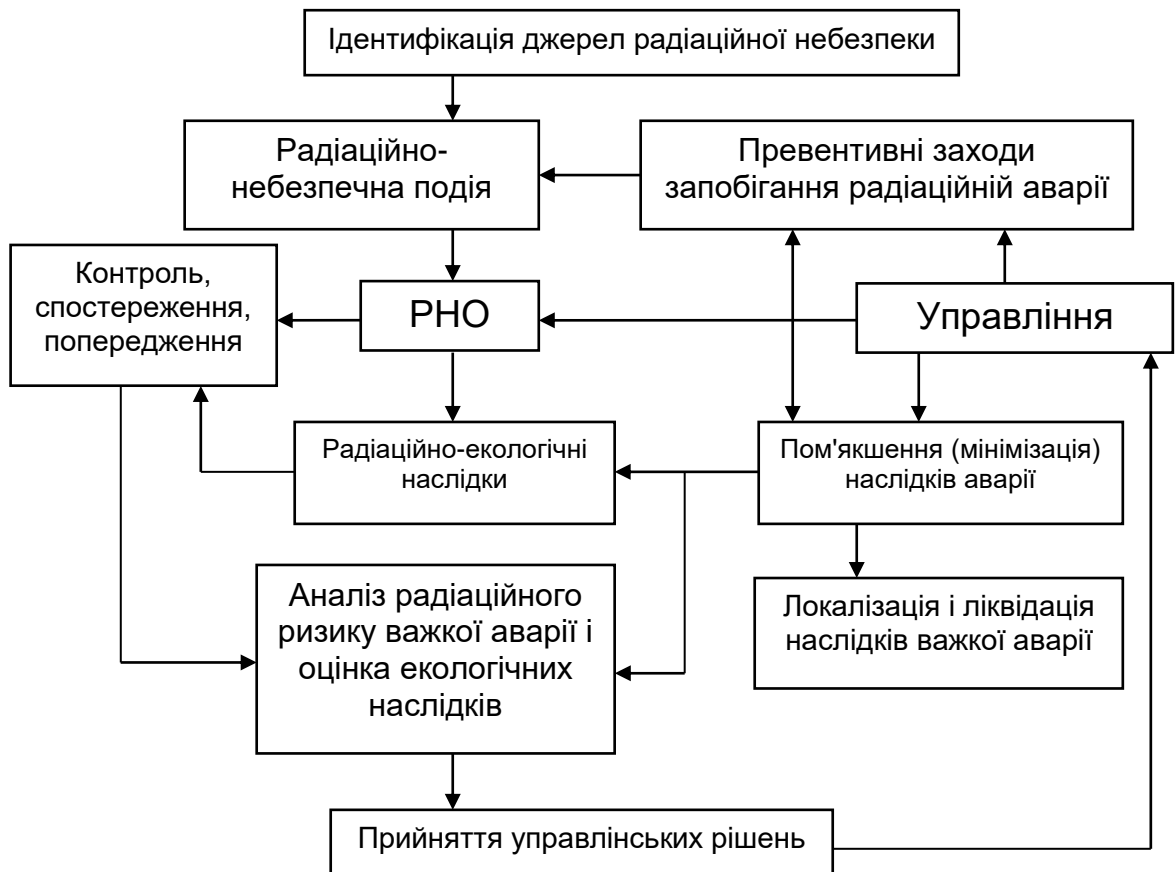 Ідентифікація джерел радіаційної небезпеки
Радіаційно-
небезпечна подія
Превентивні заходи
запобігання радіаційній аварії
Контроль,
спостереження,
попередження
РНО
Управління
Радіаційно-екологічні
наслідки
Пом'якшення (мінімізація)
наслідків аварії
Аналіз радіаційного
ризику важкої аварії і
оцінка екологічних
наслідків
Локалізація і ліквідація
наслідків важкої аварії
Прийняття управлінських рішень